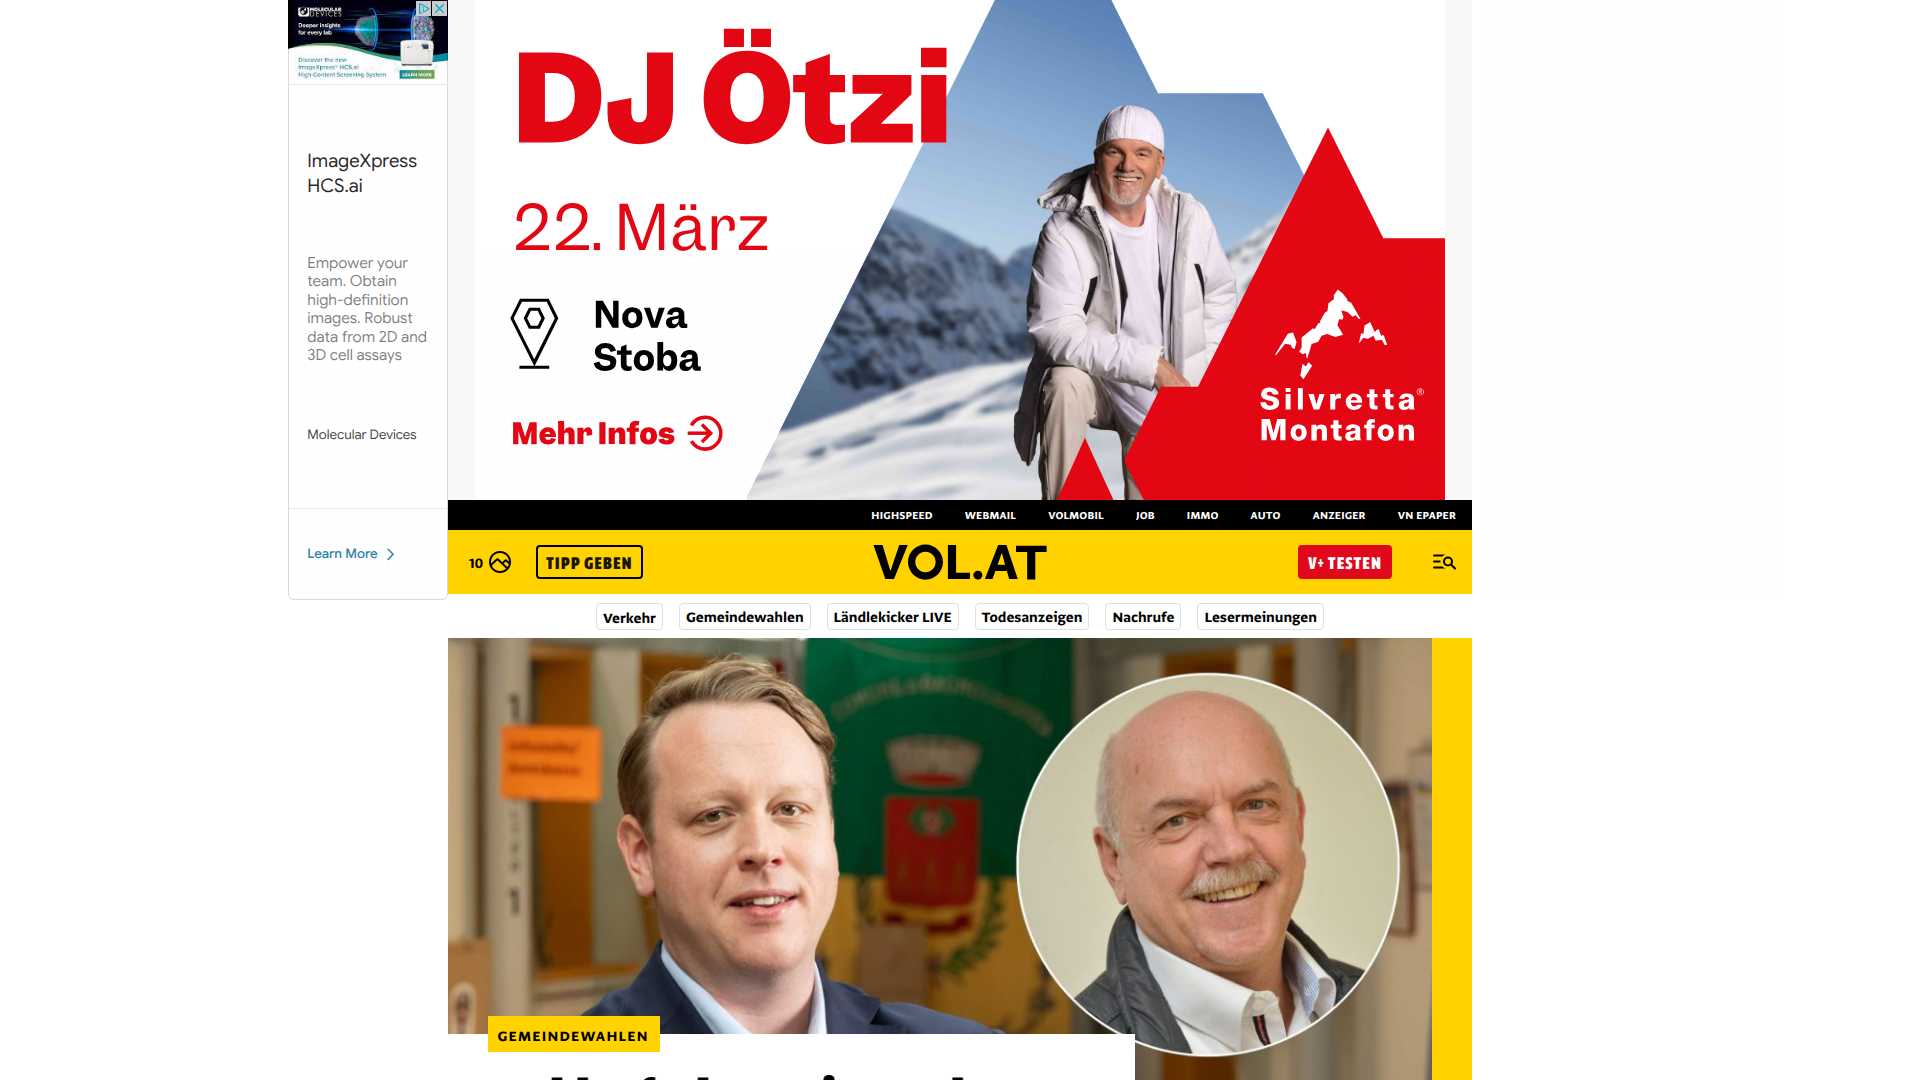 MOLECULAR
DEVICES
Deeper insights
for every lab
Discover the new
ImageXpress® HCS.ai
High-Content Screening System
LEARN MORE
ImageXpress
HCS.ai
Empower your
team. Obtain
high-definition
images. Robust
data from 2D and
3D cell assays
Molecular Devices
Learn More
DJ Ötzi
22. März
Nova
Stoba
Mehr Infos
Silvretta®
Montafon
HIGHSPEED WEBMAIL VOLMOBIL JOB IMMO AUTO ANZEIGER VN EPAPER
10 TIPP GEBEN VOL.AT V+ TESTEN
Verkehr Gemeindewahlen Ländlekicker LIVE Todesanzeigen Nachrufe Lesermeinungen
GEMEINDEWAHLEN